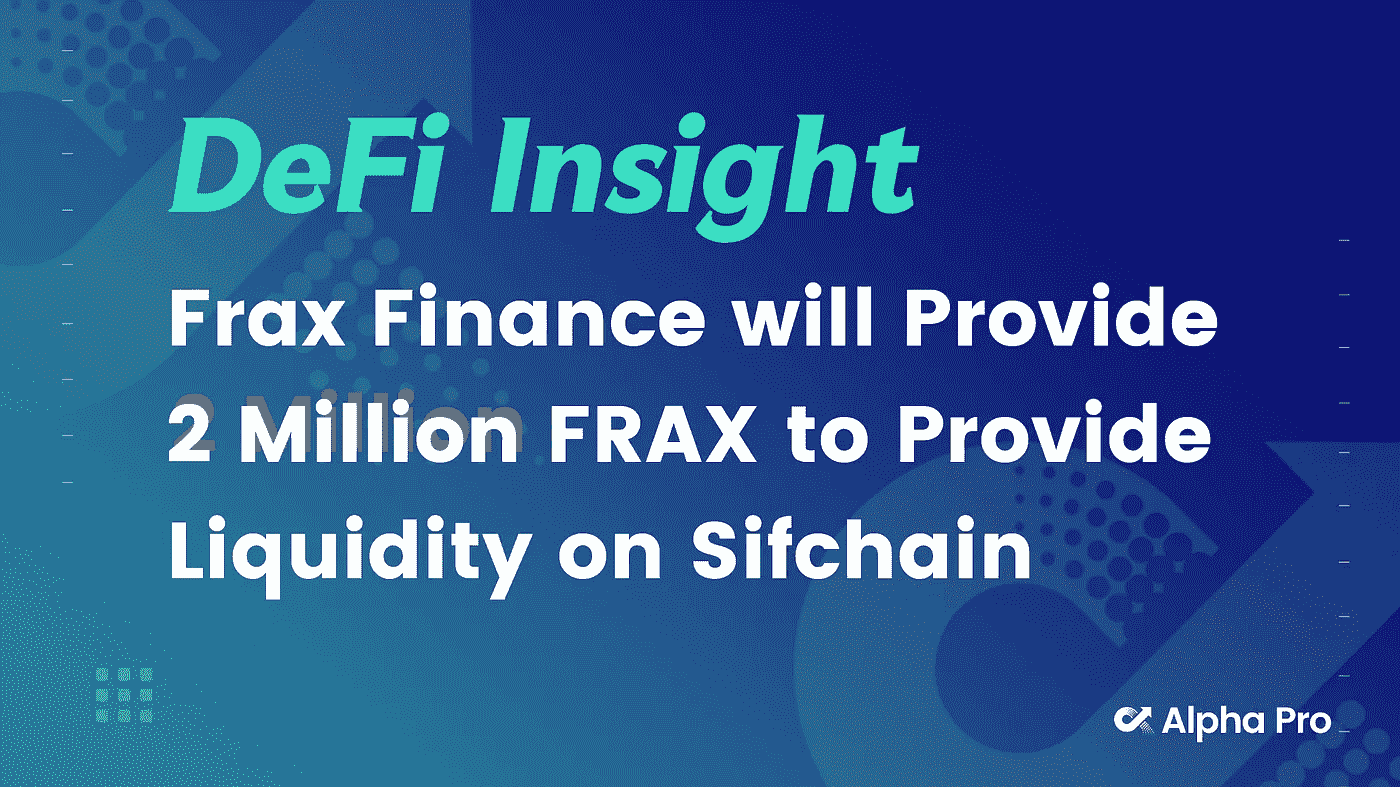 DeFi Insight
Frax Finance will Provide
2 Million FRAX to Provide
Liquidity on Sifchain
Alpha Pro